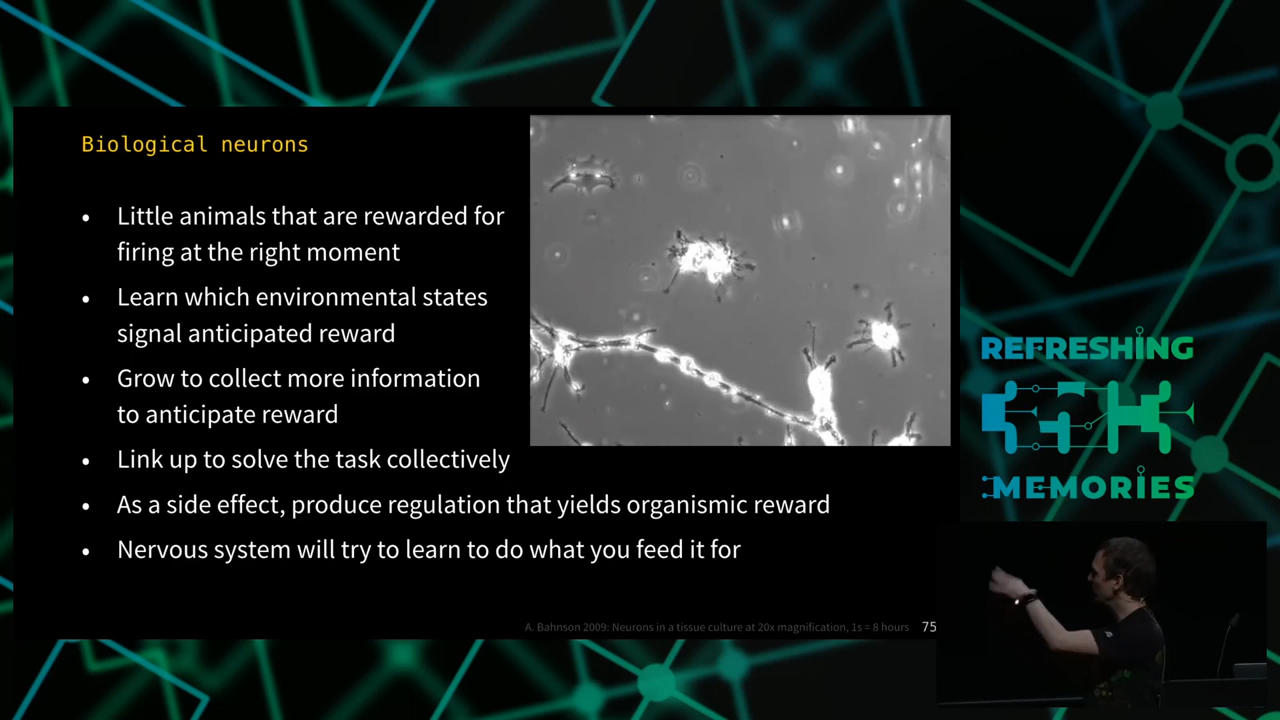 Biological neurons
• Little animals that are rewarded for
firing at the right moment
• Learn which environmental states
signal anticipated reward
• Grow to collect more information
to anticipate reward
• Link up to solve the task collectively
• As a side effect, produce regulation that yields organismic reward
• Nervous system will try to learn to do what you feed it for
A. Bahnson 2009: Neurons in a tissue culture at 20x magnification, 1s = 8 hours
75
REFRESHING
MEMORIES